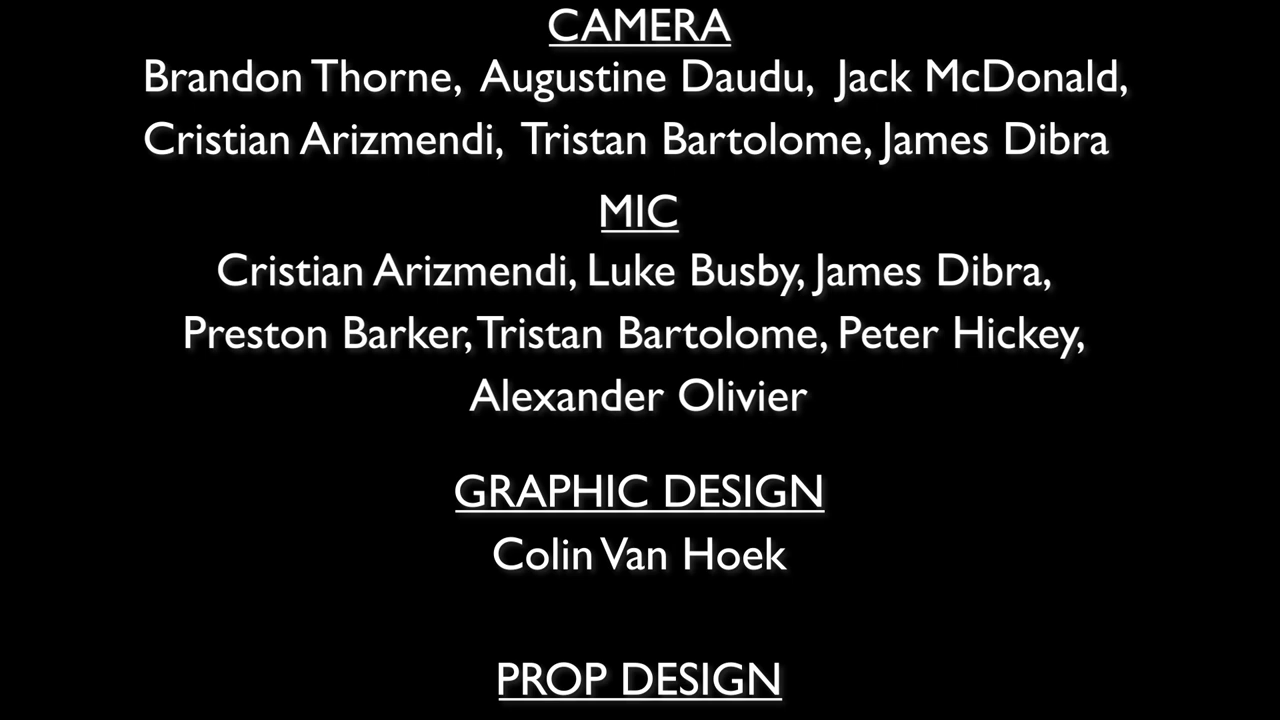 CAMERA
Brandon Thorne, Augustine Daudu, Jack McDonald,
Cristian Arizmendi, Tristan Bartolome, James Dibra
MIC
Cristian Arizmendi, Luke Busby, James Dibra,
Preston Barker, Tristan Bartolome, Peter Hickey,
Alexander Olivier
GRAPHIC DESIGN
Colin Van Hoek
PROP DESIGN